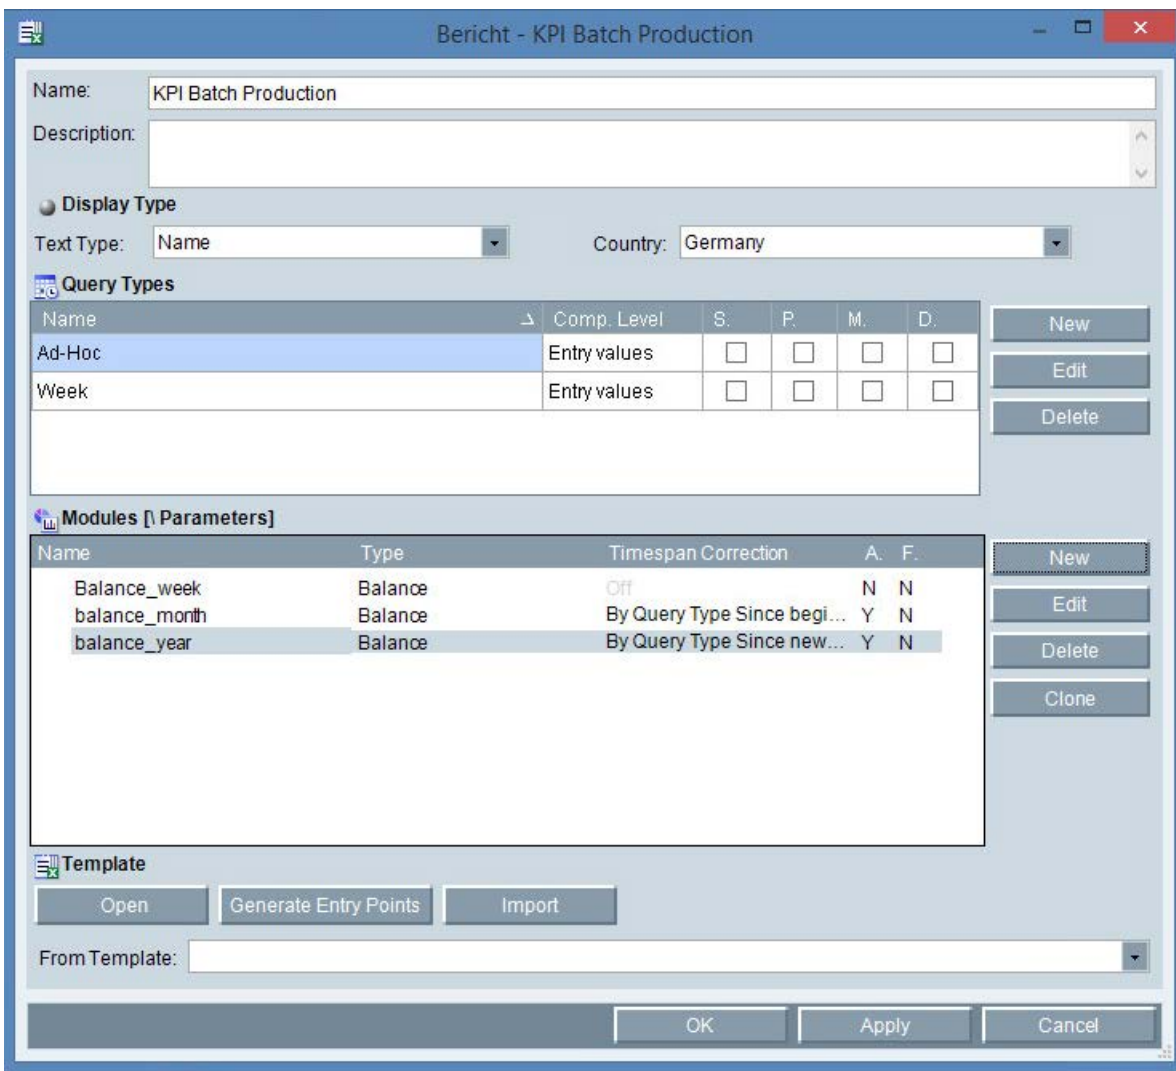 Bericht - KPI Batch Production
Name: KPI Batch Production
Description:
Display Type
Text Type: Name Country: Germany
Query Types
Name Comp. Level S. P. M. D.
Ad-Hoc Entry values
Week Entry values
New
Edit
Delete
Modules [\ Parameters]
Name Type Timespan Correction A. F.
Balance_week Balance Off N N
balance_month Balance By Query Type Since begi... Y N
balance_year Balance By Query Type Since new... Y N
New
Edit
Delete
Clone
Template
Open Generate Entry Points Import
From Template:
OK Apply Cancel